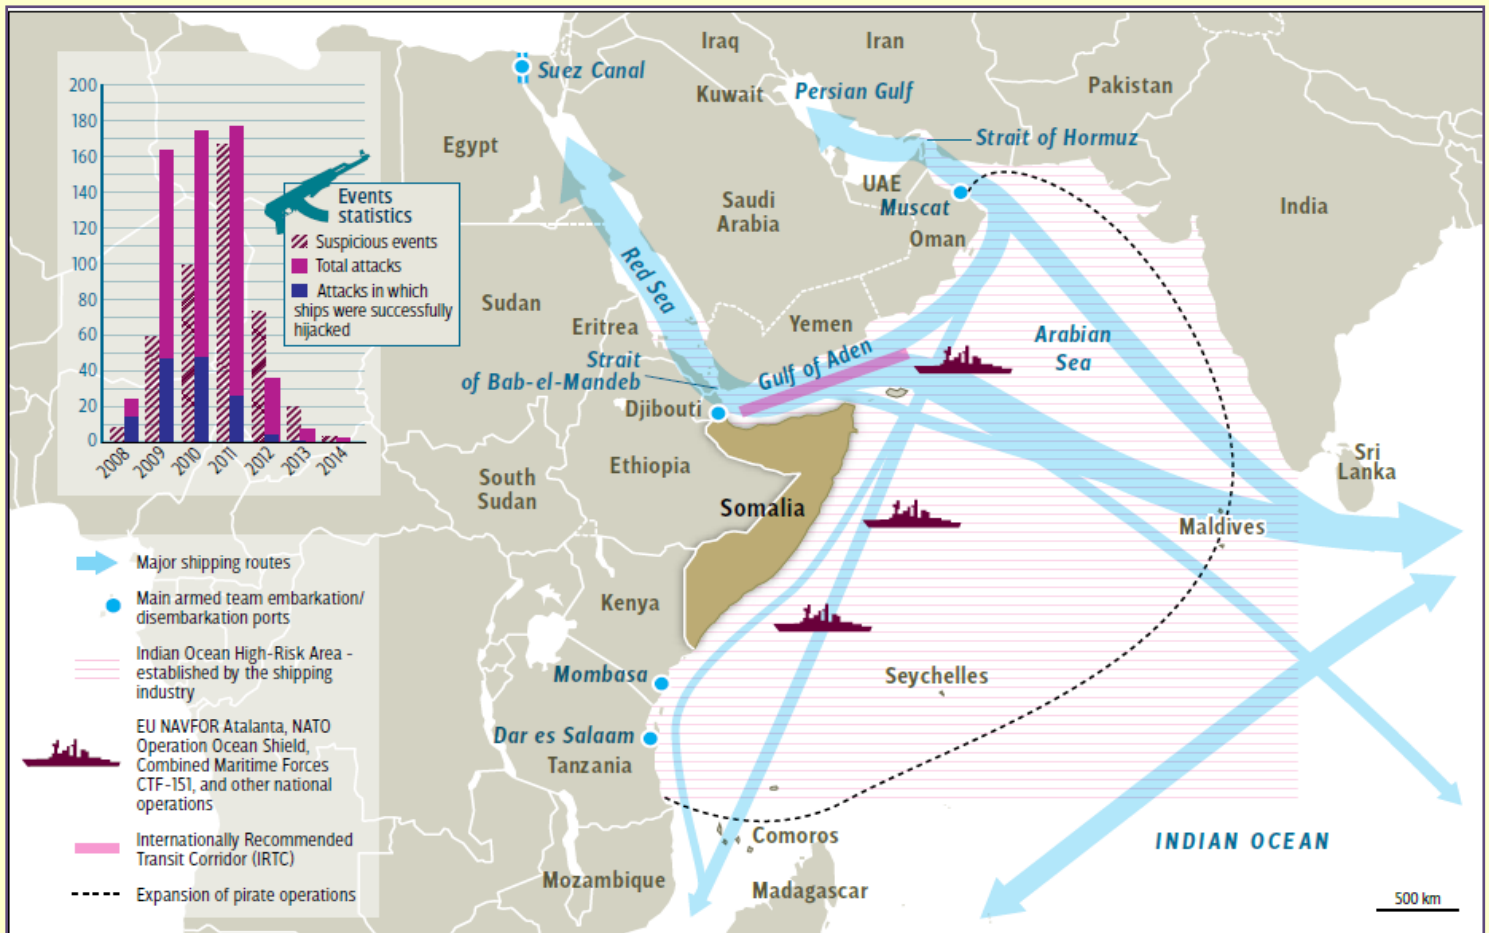 200
180
160
140
120
100
80
60
40
20
0
2008
2009
2010
2011
2012
2013
2014
Events
statistics
Suspicious events
Total attacks
Attacks in which
ships were successfully
hijacked
Suez Canal
Iraq
Iran
Kuwait
Persian Gulf
Pakistan
Strait of Hormuz
Egypt
UAE
Muscat
Saudi
Arabia
Oman
India
Red Sea
Sudan
Eritrea
Yemen
Arabian
Sea
Strait
of Bab-el-Mandeb
Gulf of Aden
Djibouti
Ethiopia
South
Sudan
Somalia
Sri
Lanka
Maldives
Kenya
Mombasa
Seychelles
Dar es Salaam
Tanzania
Comoros
INDIAN OCEAN
Mozambique
Madagascar
500 km
Major shipping routes
Main armed team embarkation/
disembarkation ports
Indian Ocean High-Risk Area -
established by the shipping
industry
EU NAVFOR Atalanta, NATO
Operation Ocean Shield,
Combined Maritime Forces
CTF-151, and other national
operations
Internationally Recommended
Transit Corridor (IRTC)
Expansion of pirate operations